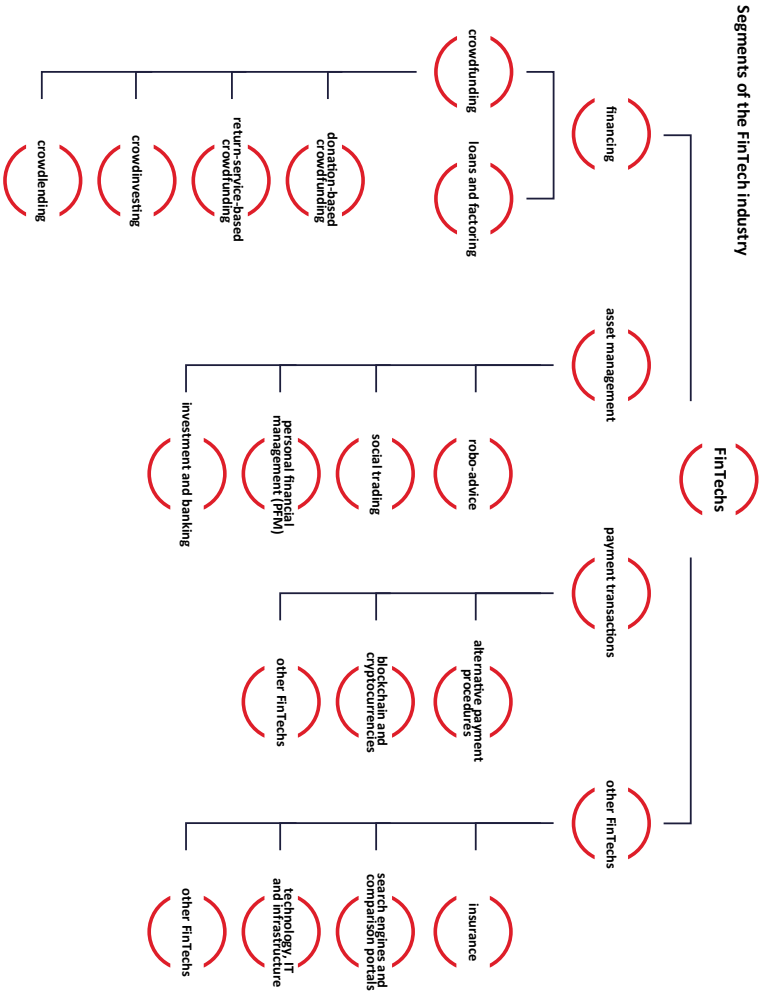 Segments of the FinTech industry
FinTechs
financing
asset management
payment transactions
other FinTechs
crowdfunding
loans and factoring
donation-based
crowdfunding
return-service-based
crowdfunding
crowdinvesting
crowdlending
robo-advice
social trading
personal financial
management (PFM)
investment and banking
alternative payment
procedures
blockchain and
cryptocurrencies
other FinTechs
insurance
search engines and
comparison portals
technology, IT
and infrastructure
other FinTechs